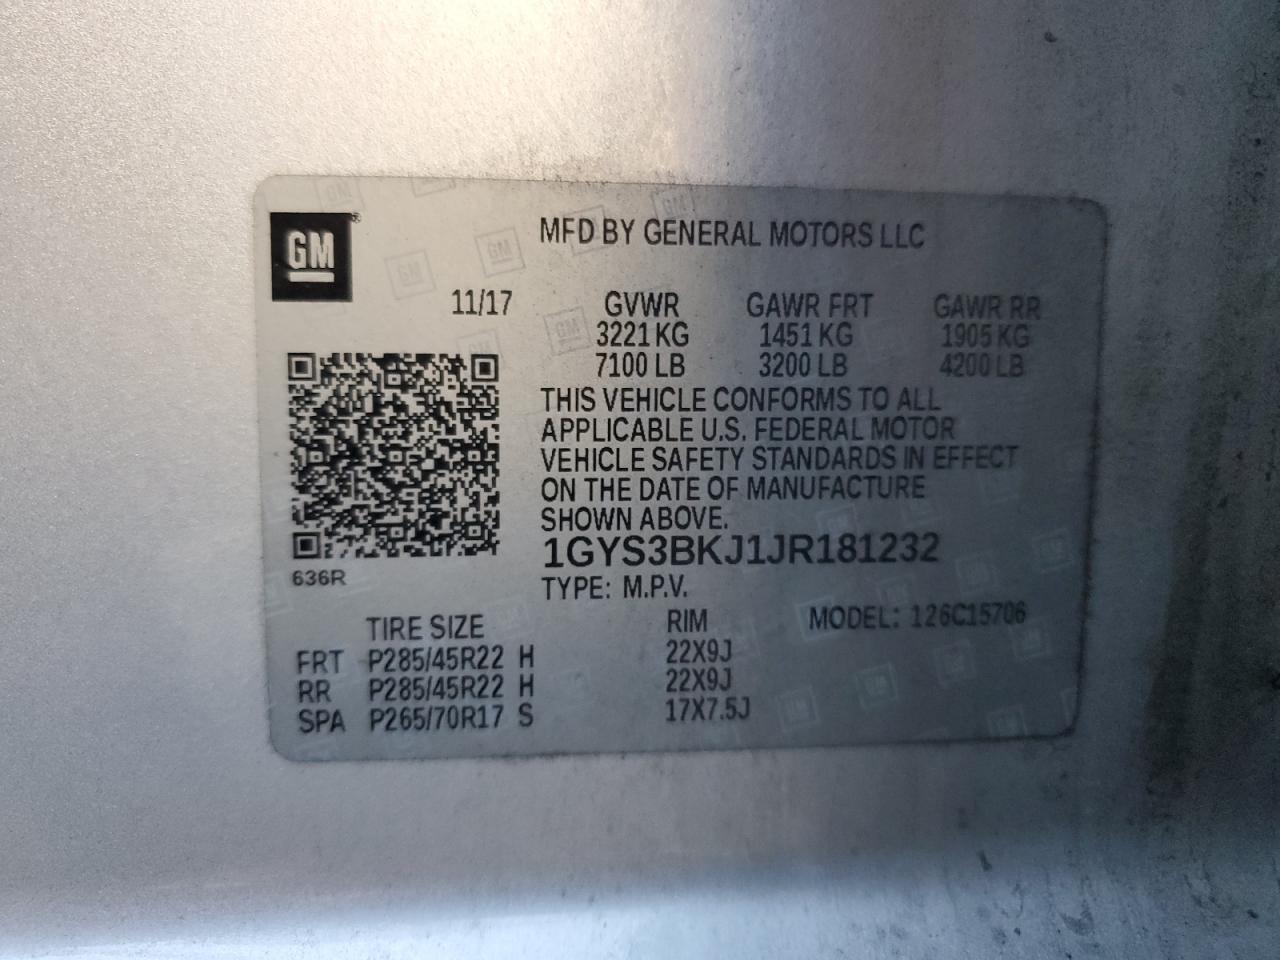 GM
MFD BY GENERAL MOTORS LLC
11/17 GVWR GAWR FRT GAWR RR
3221 KG 1451 KG 1905 KG
7100 LB 3200 LB 4200 LB
THIS VEHICLE CONFORMS TO ALL
APPLICABLE U.S. FEDERAL MOTOR
VEHICLE SAFETY STANDARDS IN EFFECT
ON THE DATE OF MANUFACTURE
SHOWN ABOVE.
1GYS3BKJ1JR181232
636R
TYPE: M.P.V.
TIRE SIZE RIM MODEL: 126C15706
FRT P285/45R22 H 22X9J
RR P285/45R22 H 22X9J
SPA P265/70R17 S 17X7.5J